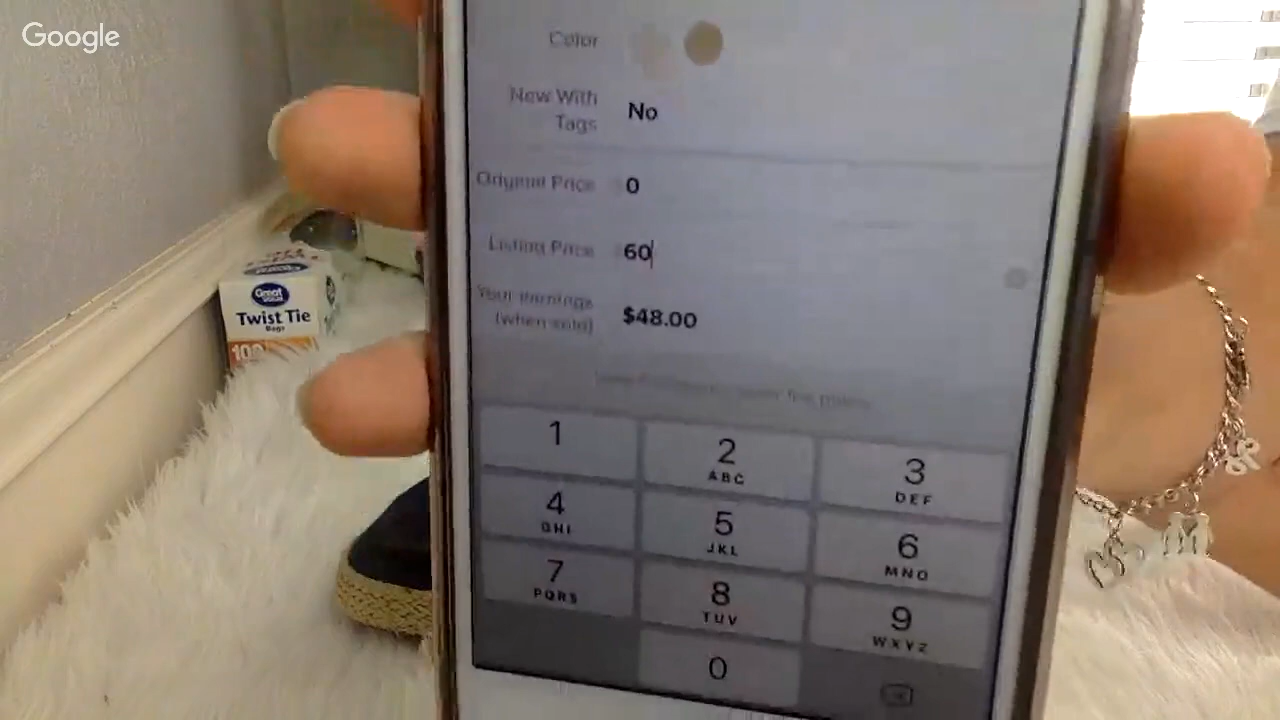 Google
Color
New With
Tags
No
Original Price
0
Listing Price
60
Your earnings
(when sold)
$48.00
1
2
ABC
3
DEF
4
GHI
5
JKL
6
MNO
7
PQRS
8
TUV
9
WXYZ
0
Great
Value
Twist Tie
Bags
100